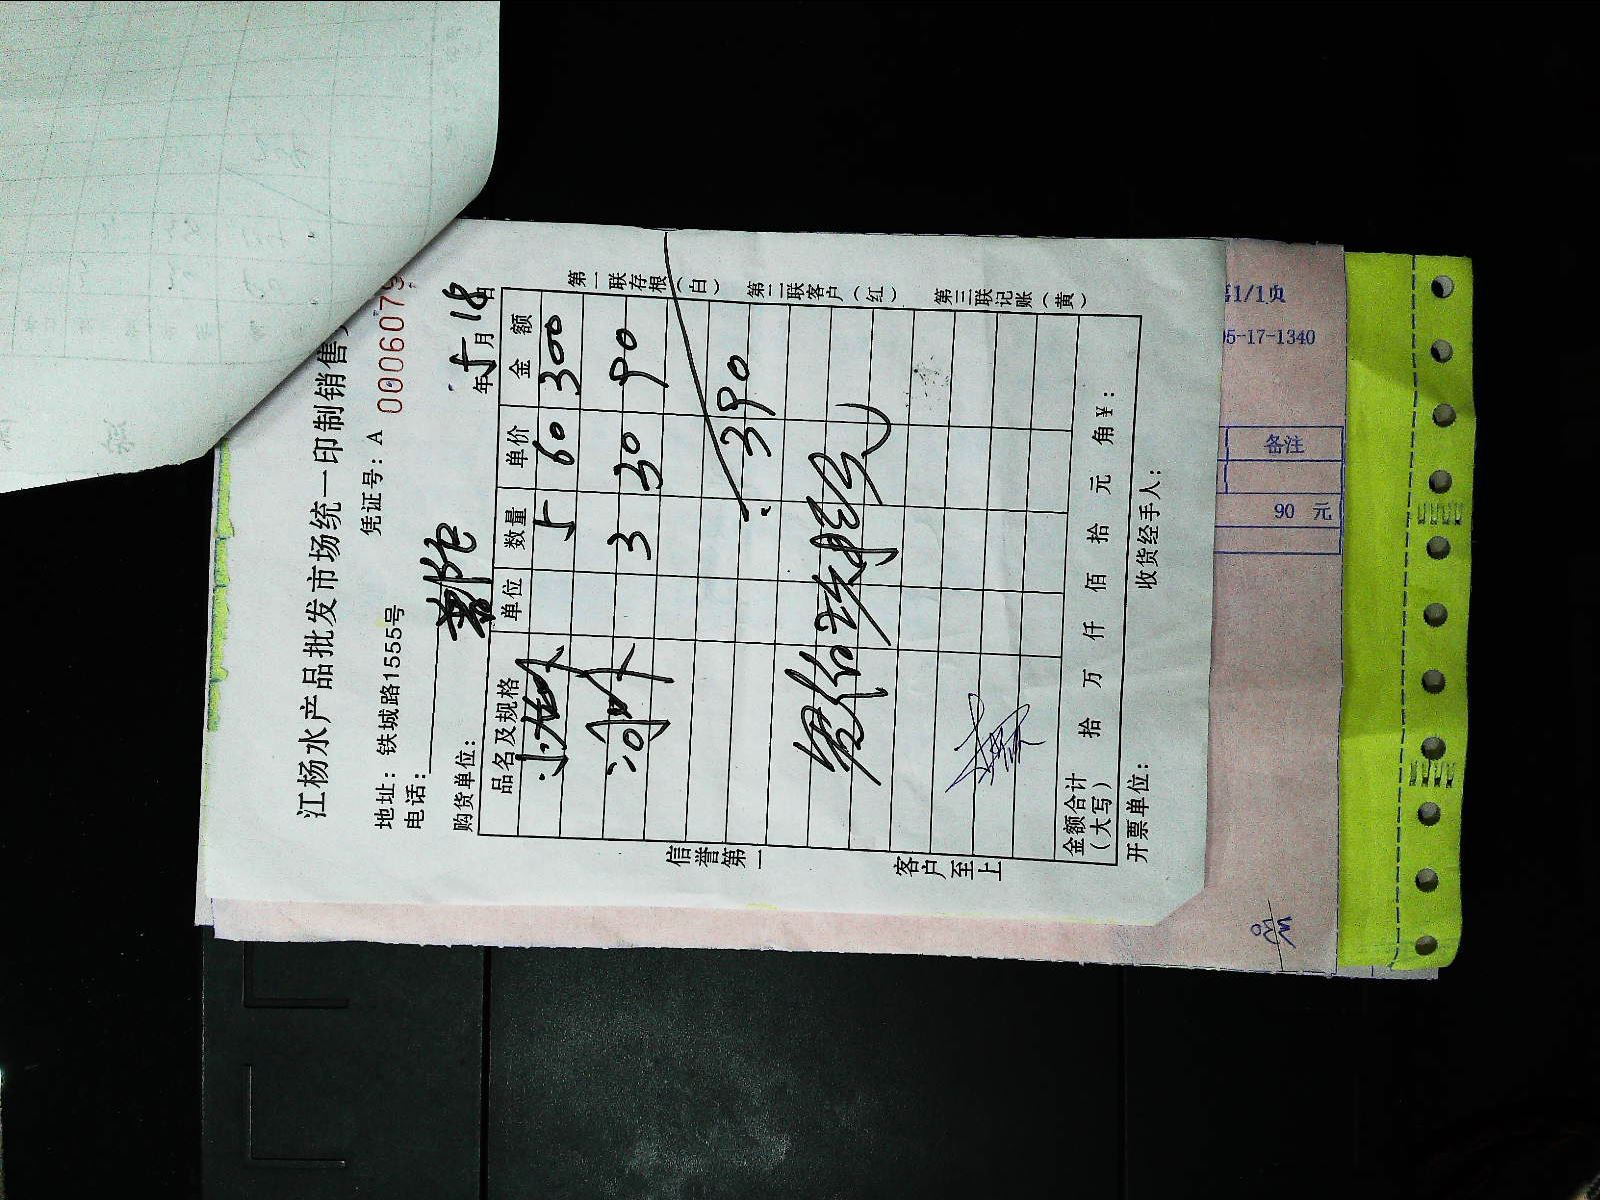 江杨水产品批发市场统一印制销售
地址：铁城路1555号 凭证号：A 0006079
电话：
购货单位： 年5月18日
品名及规格 单位 数量 单价 金额
5 60 300
3 30 90
390
金额合计（大写） 拾 万 仟 佰 拾 元 角 ¥：
开票单位： 收货经手人：
信誉第一 客户至上
第一联存根（白） 第二联客户（红） 第三联记账（黄）
1/1页
05-17-1340
备注
90 元